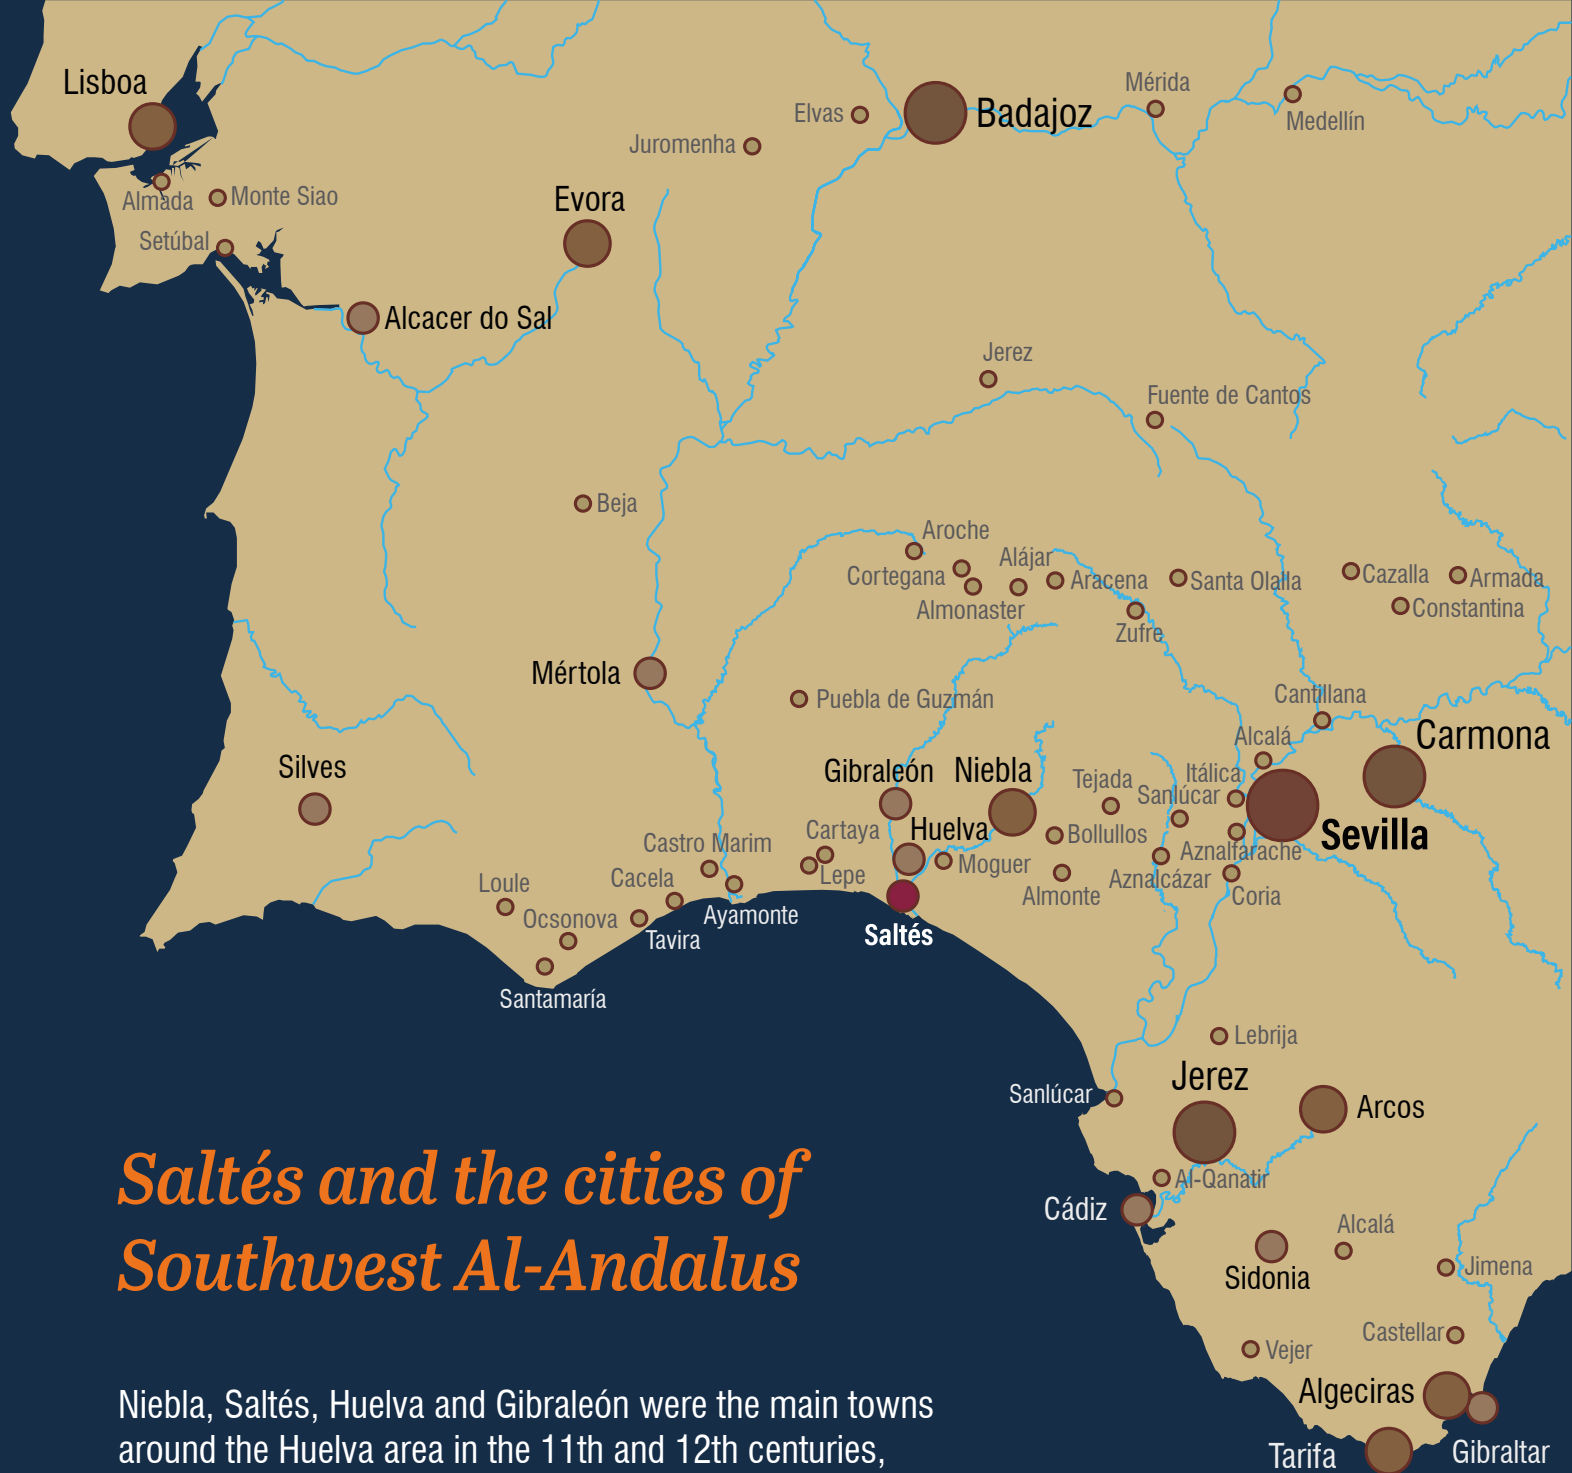 Lisboa
Badajoz
Mérida
Medellín
Elvas
Juromenha
Evora
Almada
Monte Siao
Setúbal
Alcacer do Sal
Jerez
Fuente de Cantos
Beja
Aroche
Cortegana
Alájar
Aracena
Almonaster
Santa Olalla
Zufre
Cazalla
Armada
Constantina
Mértola
Puebla de Guzmán
Cantillana
Alcalá
Carmona
Silves
Gibraleón
Niebla
Tejada
Itálica
Sanlúcar
Sevilla
Castro Marim
Cartaya
Huelva
Bollullos
Aznalfarache
Moguer
Lepe
Loule
Cacela
Aznalcázar
Almonte
Coria
Ocsonova
Ayamonte
Tavira
Saltés
Santamaría
Lebrija
Jerez
Sanlúcar
Arcos
Al-Qanatir
Cádiz
Alcalá
Sidonia
Jimena
Castellar
Vejer
Algeciras
Tarifa
Gibraltar
Saltés and the cities of
Southwest Al-Andalus
Niebla, Saltés, Huelva and Gibraleón were the main towns
around the Huelva area in the 11th and 12th centuries,